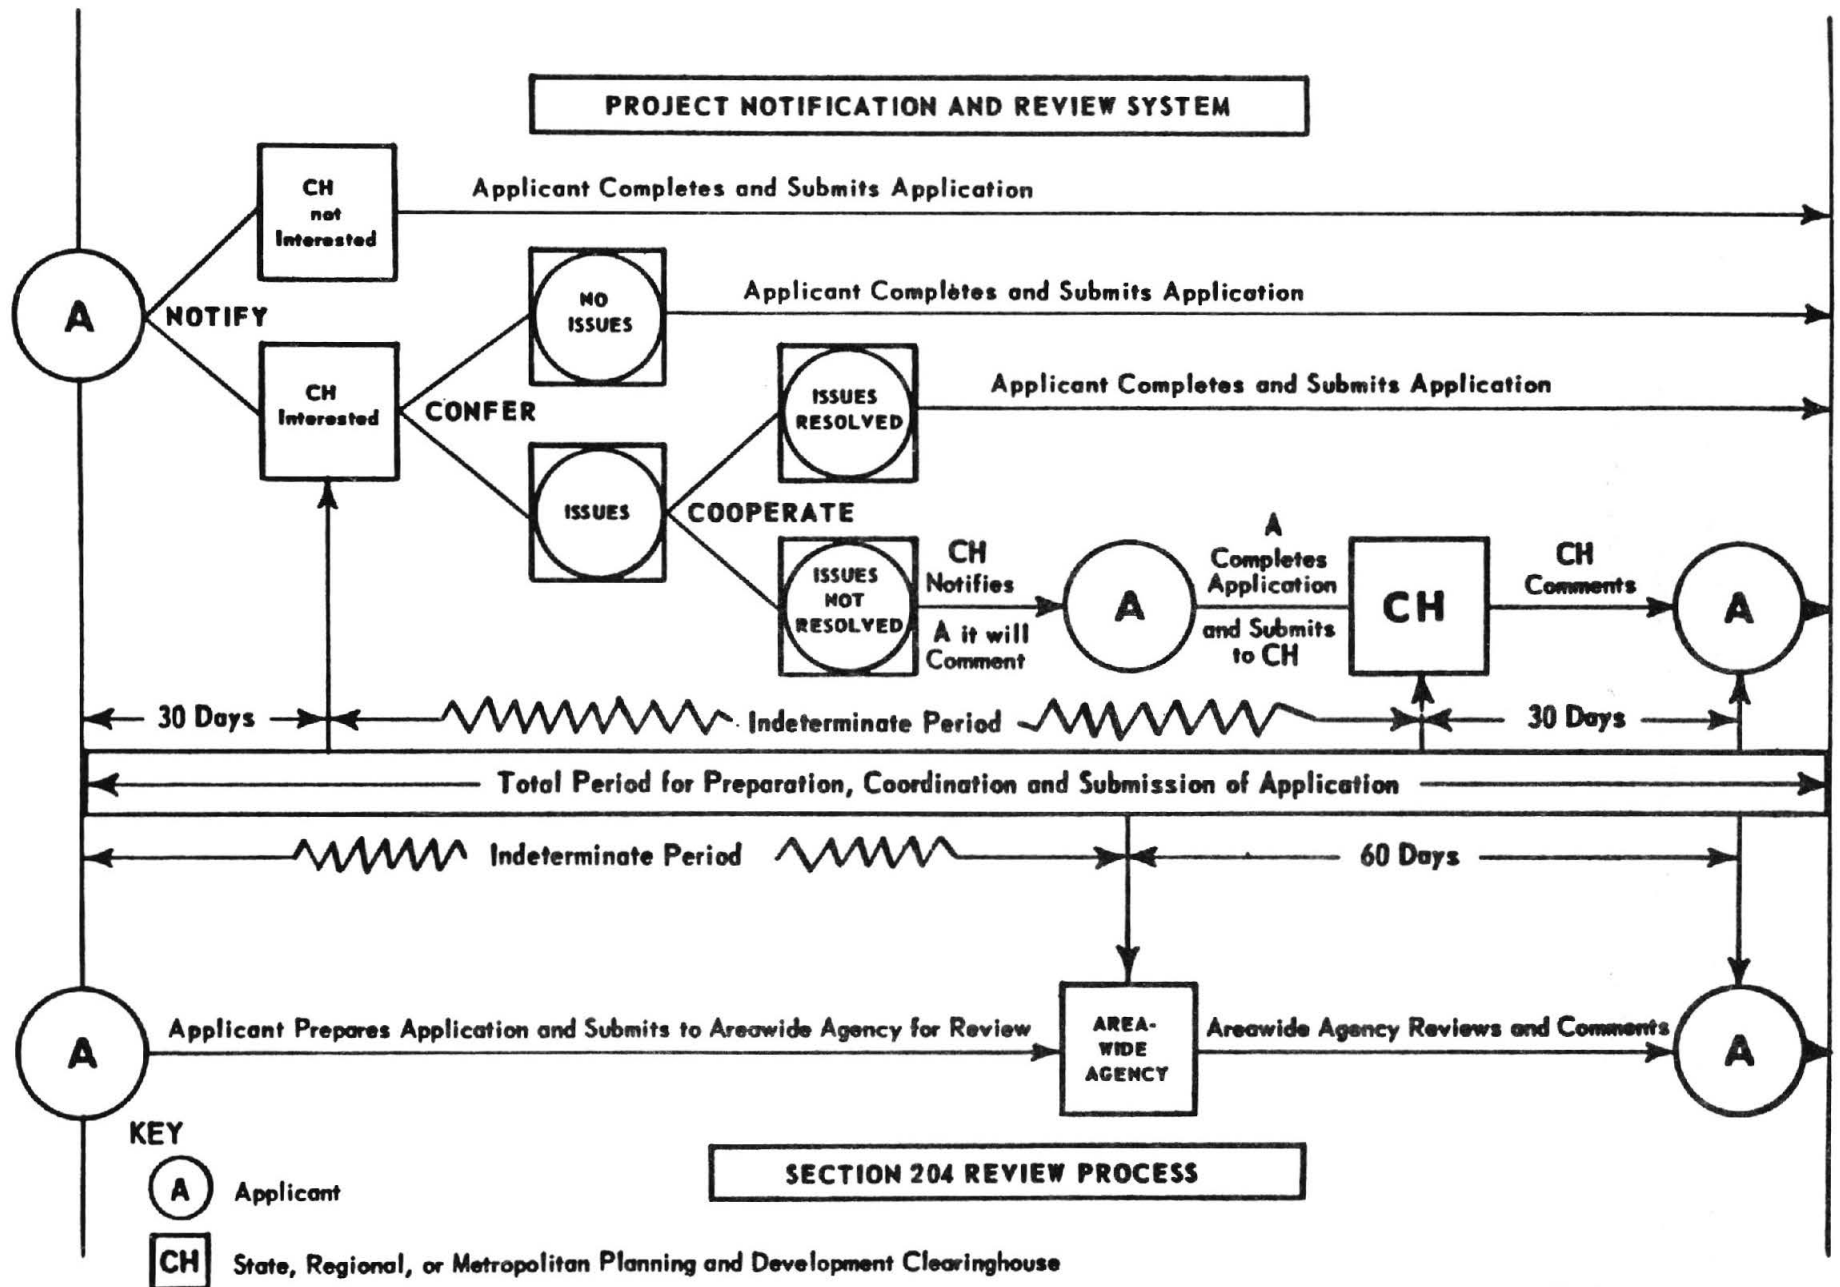 PROJECT NOTIFICATION AND REVIEW SYSTEM
CH
not
Interested
Applicant Completes and Submits Application
A
NOTIFY
NO
ISSUES
Applicant Completes and Submits Application
CH
Interested
CONFER
ISSUES
RESOLVED
Applicant Completes and Submits Application
ISSUES
COOPERATE
ISSUES
NOT
RESOLVED
CH
Notifies
A it will
Comment
A
A
Completes
Application
and Submits
to CH
CH
CH
Comments
A
30 Days
Indeterminate Period
30 Days
Total Period for Preparation, Coordination and Submission of Application
Indeterminate Period
60 Days
A
Applicant Prepares Application and Submits to Areawide Agency for Review
AREA-
WIDE
AGENCY
Areawide Agency Reviews and Comments
A
KEY
A Applicant
SECTION 204 REVIEW PROCESS
CH State, Regional, or Metropolitan Planning and Development Clearinghouse